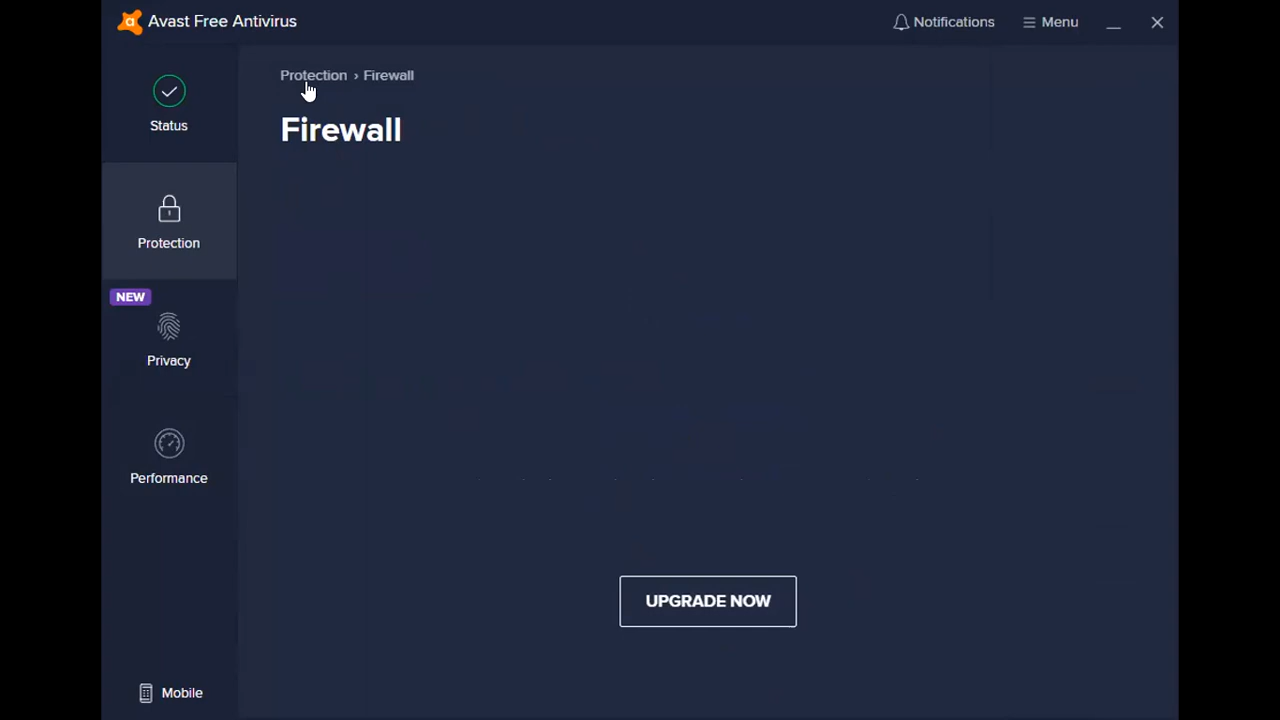 Avast Free Antivirus
Notifications
Menu
Protection › Firewall
Firewall
Status
Protection
NEW
Privacy
Performance
UPGRADE NOW
Mobile